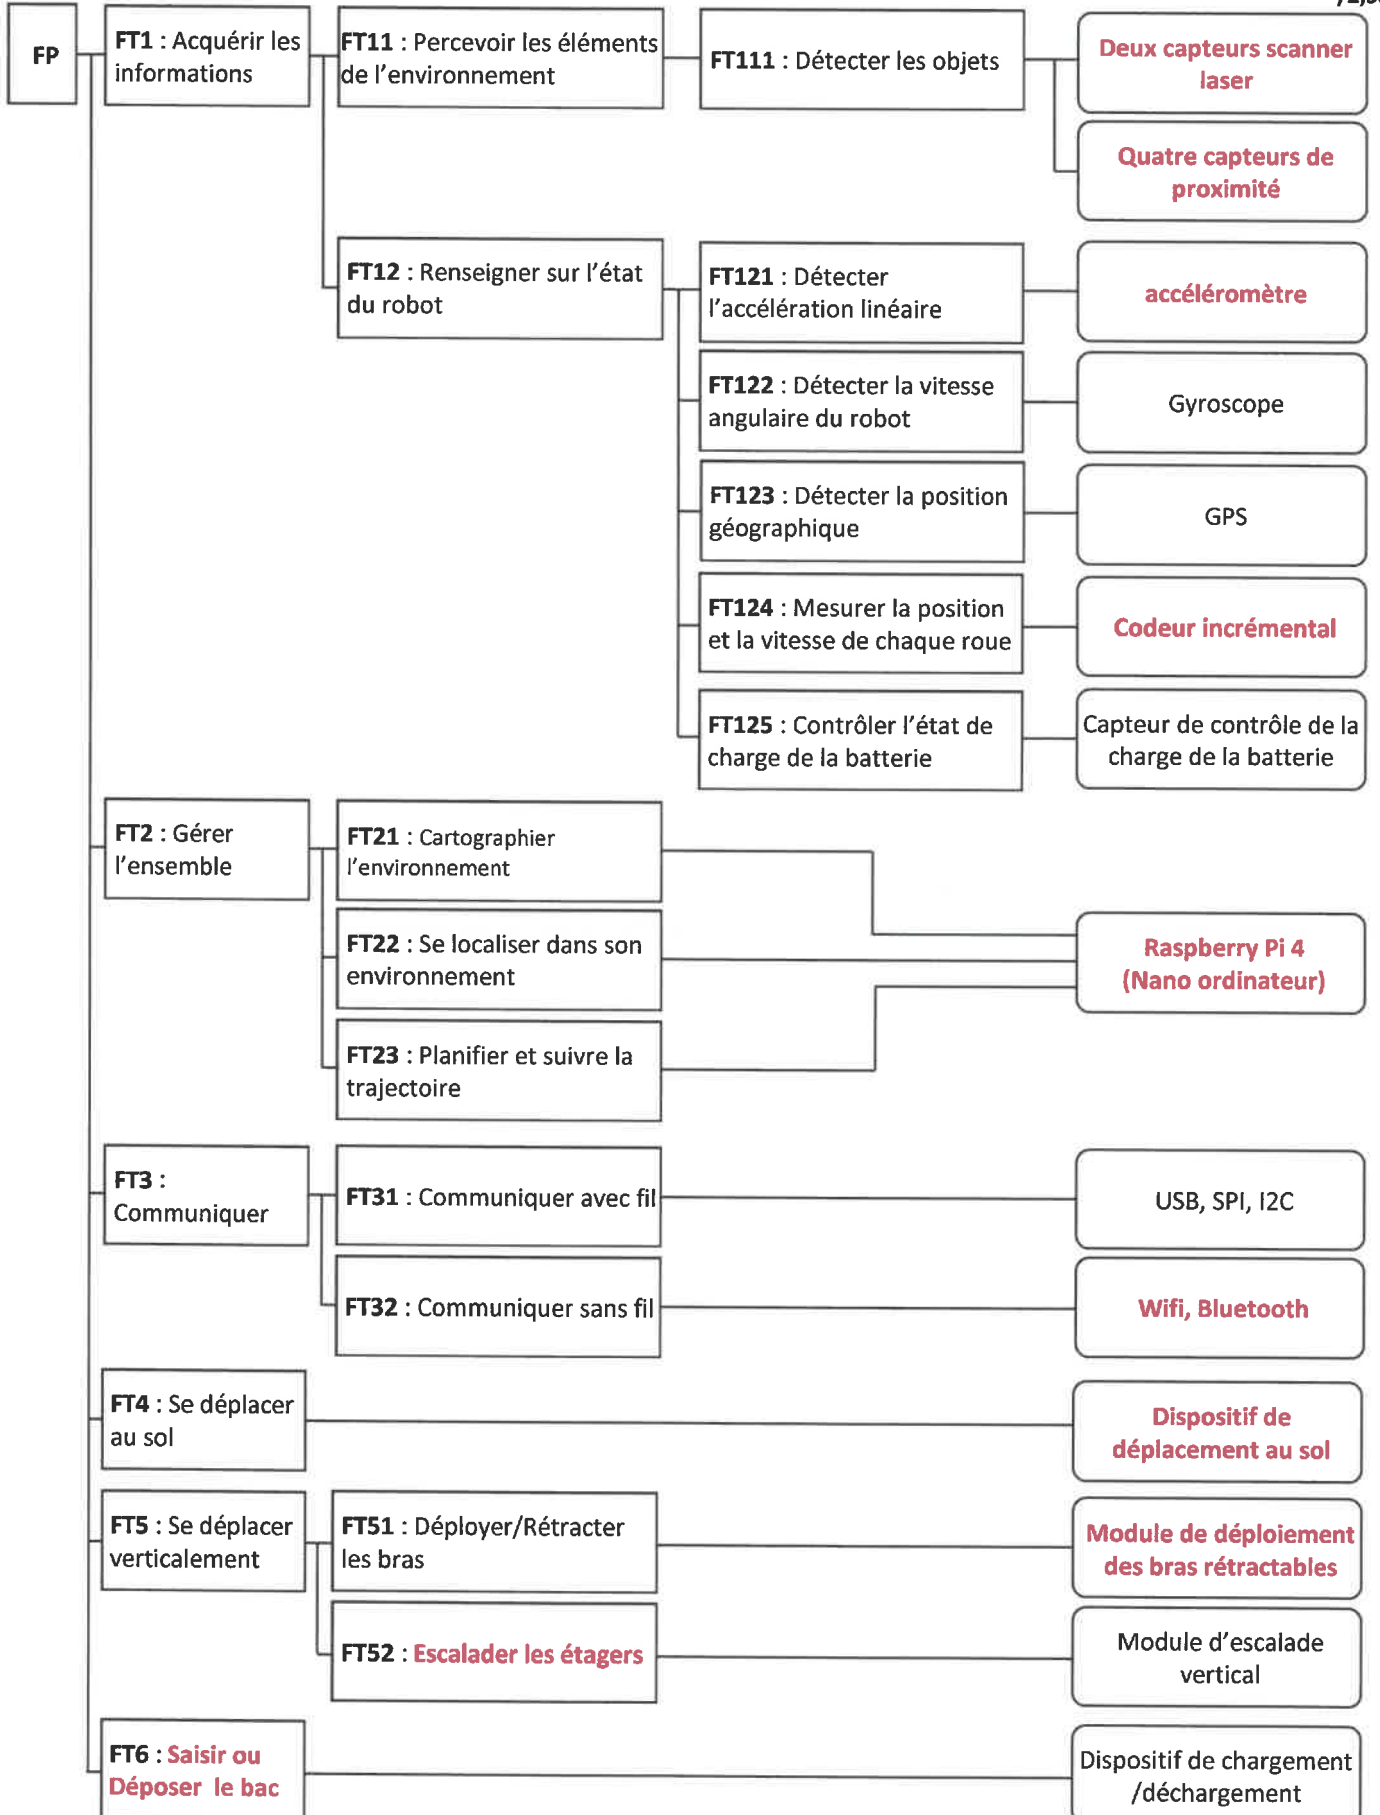 FP
FT1 : Acquérir les
informations
FT11 : Percevoir les éléments
de l'environnement
FT111 : Détecter les objets
Deux capteurs scanner
laser
Quatre capteurs de
proximité
FT12 : Renseigner sur l'état
du robot
FT121 : Détecter
l'accélération linéaire
accéléromètre
FT122 : Détecter la vitesse
angulaire du robot
Gyroscope
FT123 : Détecter la position
géographique
GPS
FT124 : Mesurer la position
et la vitesse de chaque roue
Codeur incrémental
FT125 : Contrôler l'état de
charge de la batterie
Capteur de contrôle de la
charge de la batterie
FT2 : Gérer
l'ensemble
FT21 : Cartographier
l'environnement
FT22 : Se localiser dans son
environnement
FT23 : Planifier et suivre la
trajectoire
Raspberry Pi 4
(Nano ordinateur)
FT3 :
Communiquer
FT31 : Communiquer avec fil
USB, SPI, I2C
FT32 : Communiquer sans fil
Wifi, Bluetooth
FT4 : Se déplacer
au sol
Dispositif de
déplacement au sol
FT5 : Se déplacer
verticalement
FT51 : Déployer/Rétracter
les bras
Module de déploiement
des bras rétractables
FT52 : Escalader les étagers
Module d'escalade
vertical
FT6 : Saisir ou
Déposer le bac
Dispositif de chargement
/déchargement